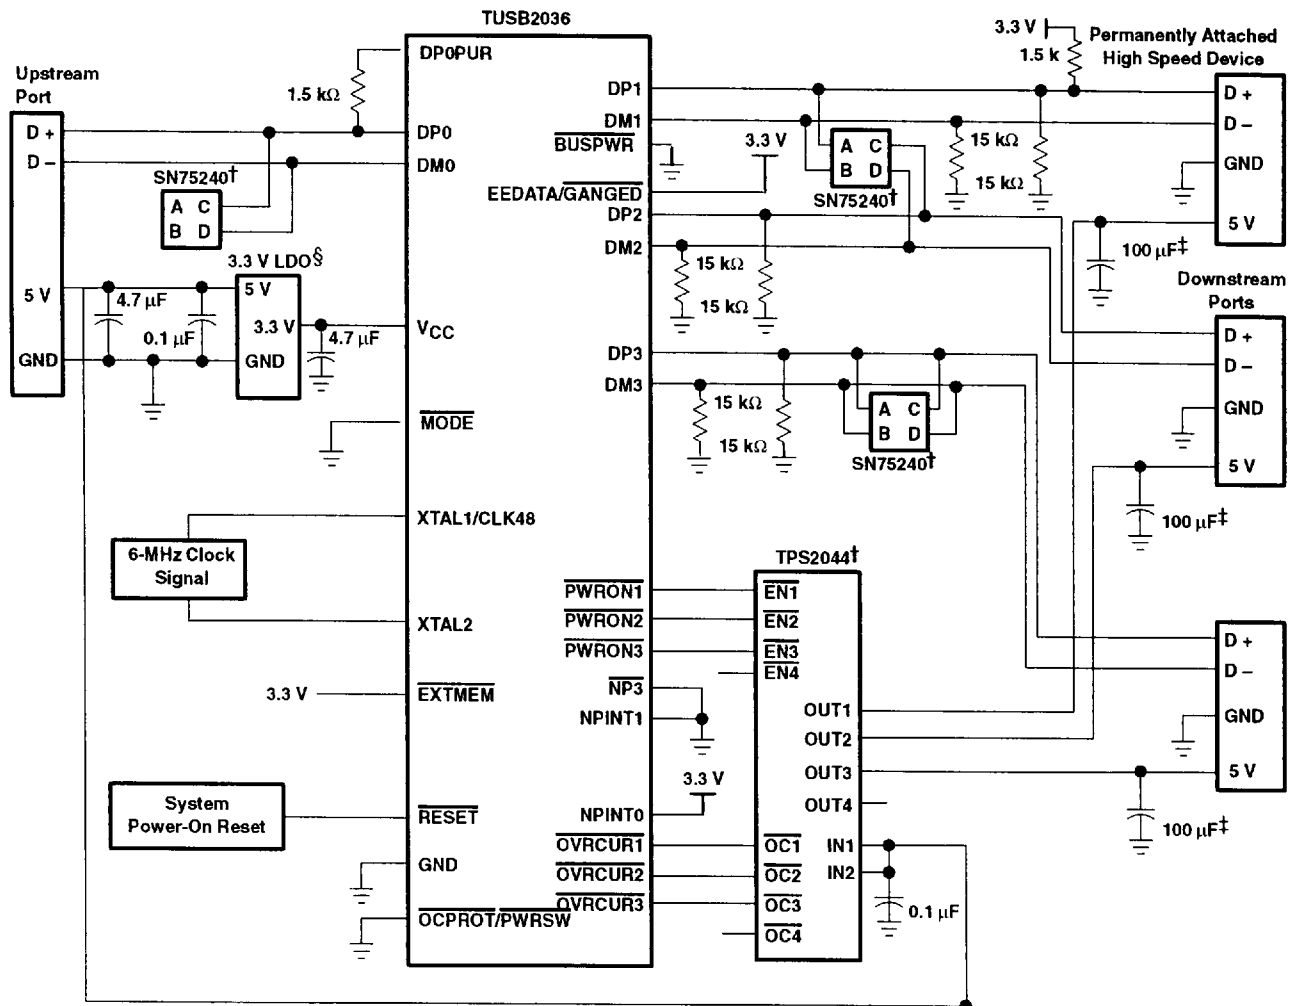 TUSB2036
Upstream
Port
D +
D –
5 V
GND
1.5 kΩ
SN75240†
A C
B D
3.3 V LDO§
5 V
3.3 V
GND
4.7 µF
0.1 µF
4.7 µF
6-MHz Clock
Signal
3.3 V
System
Power-On Reset
DP0PUR
DP0
DM0
VCC
MODE
XTAL1/CLK48
XTAL2
EXTMEM
RESET
GND
OCPROT/PWRSW
DP1
DM1
BUSPWR
EEDATA/GANGED
DP2
DM2
DP3
DM3
PWRON1
PWRON2
PWRON3
NP3
NPINT1
NPINT0
OVRCUR1
OVRCUR2
OVRCUR3
3.3 V
3.3 V
A C
B D
SN75240†
15 kΩ
15 kΩ
15 kΩ
15 kΩ
15 kΩ
15 kΩ
A C
B D
SN75240†
TPS2044†
EN1
EN2
EN3
EN4
OUT1
OUT2
OUT3
OUT4
OC1
OC2
OC3
OC4
IN1
IN2
0.1 µF
3.3 V
1.5 k
Permanently Attached
High Speed Device
D +
D –
GND
5 V
100 µF‡
Downstream
Ports
D +
D –
GND
5 V
100 µF‡
D +
D –
GND
5 V
100 µF‡